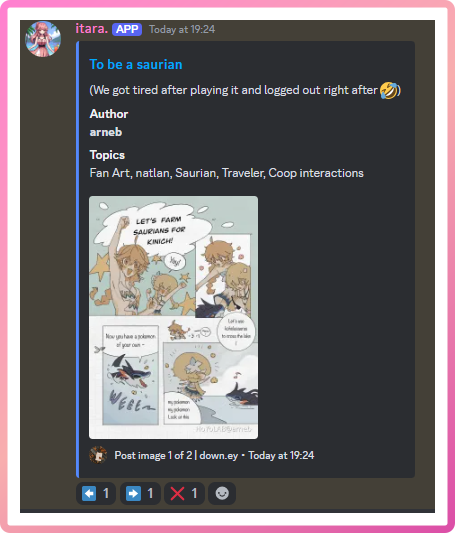 itara. APP Today at 19:24
To be a saurian
(We got tired after playing it and logged out right after 🤣)
Author
arneb
Topics
Fan Art, natlan, Saurian, Traveler, Coop interactions
LET'S FARM
SAURIANS FOR
KINICH!
Yay!
Let's use
to cross the lake
Now you have a pokemon
of your own~
my pokemon
my pokemon
Look at this
HoYoLAB@arneb
Post image 1 of 2 | down.ey • Today at 19:24
1 1 1